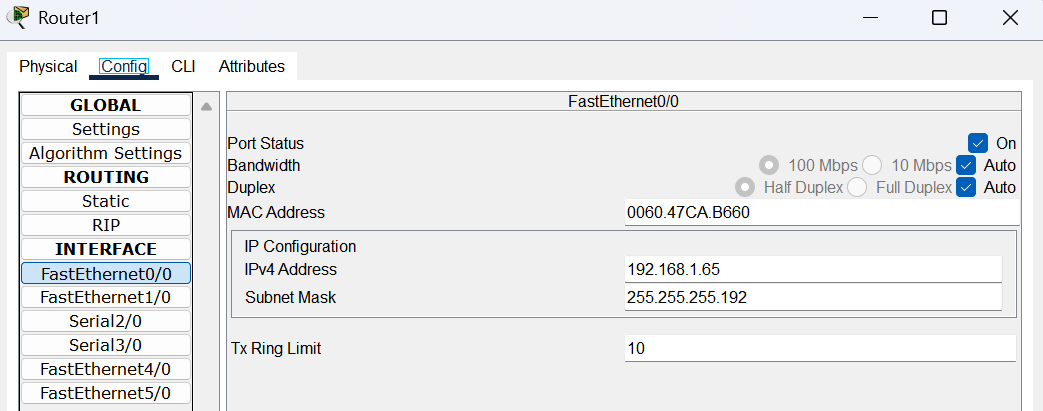 Router1
Physical Config CLI Attributes
GLOBAL
Settings
Algorithm Settings
ROUTING
Static
RIP
INTERFACE
FastEthernet0/0
FastEthernet1/0
Serial2/0
Serial3/0
FastEthernet4/0
FastEthernet5/0
FastEthernet0/0
Port Status On
Bandwidth 100 Mbps 10 Mbps Auto
Duplex Half Duplex Full Duplex Auto
MAC Address 0060.47CA.B660
IP Configuration
IPv4 Address 192.168.1.65
Subnet Mask 255.255.255.192
Tx Ring Limit 10